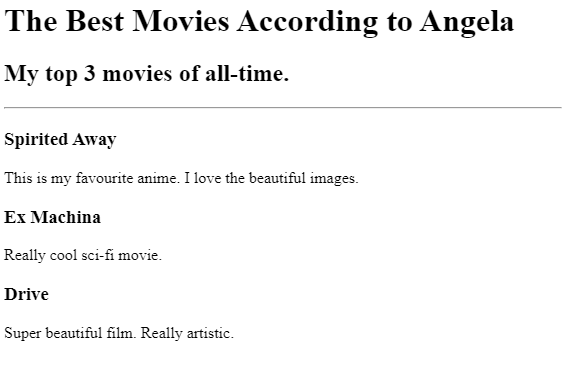 The Best Movies According to Angela
My top 3 movies of all-time.
Spirited Away
This is my favourite anime. I love the beautiful images.
Ex Machina
Really cool sci-fi movie.
Drive
Super beautiful film. Really artistic.